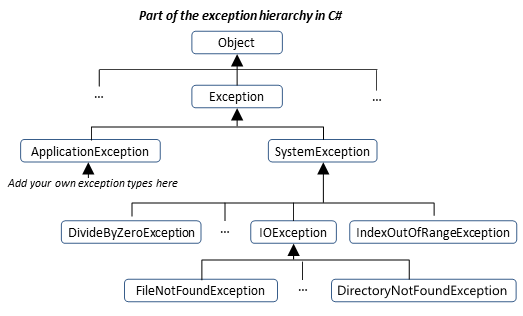 Part of the exception hierarchy in C#
Object
...
Exception
...
ApplicationException
SystemException
Add your own exception types here
DivideByZeroException
...
IOException
IndexOutOfRangeException
FileNotFoundException
...
DirectoryNotFoundException